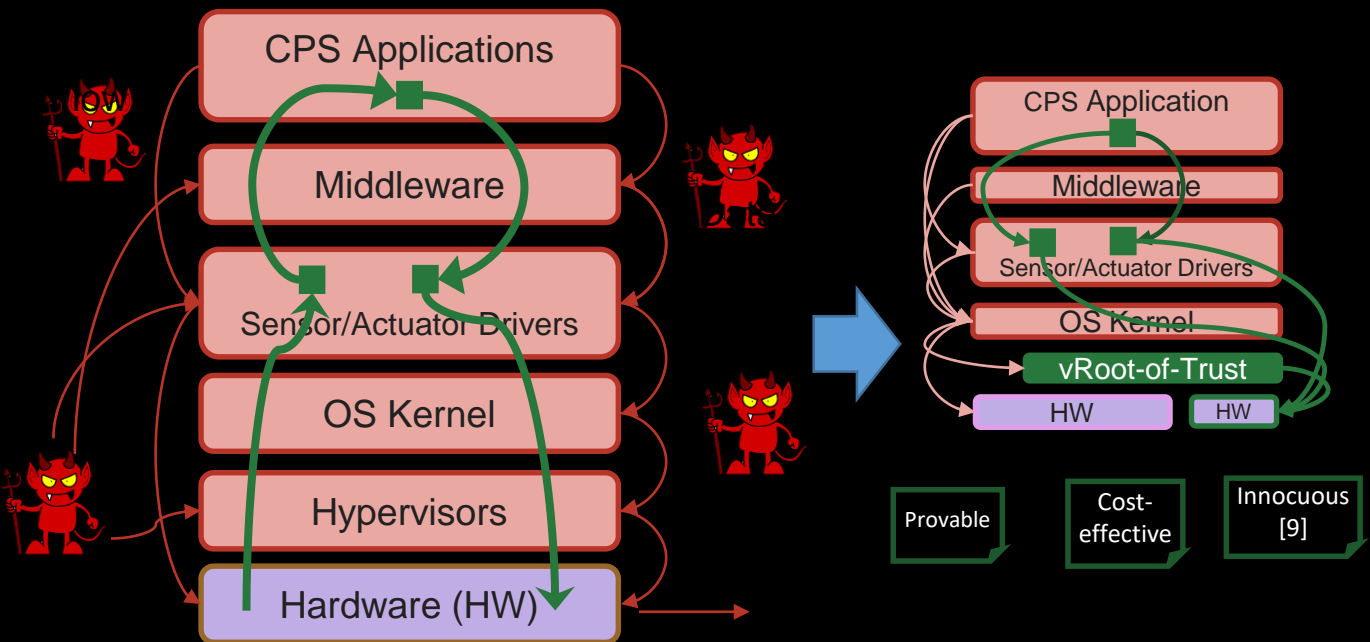 CPS Applications
Middleware
Sensor/Actuator Drivers
OS Kernel
Hypervisors
Hardware (HW)
CPS Application
Middleware
Sensor/Actuator Drivers
OS Kernel
vRoot-of-Trust
HW
HW
Provable
Cost-
effective
Innocuous
[9]